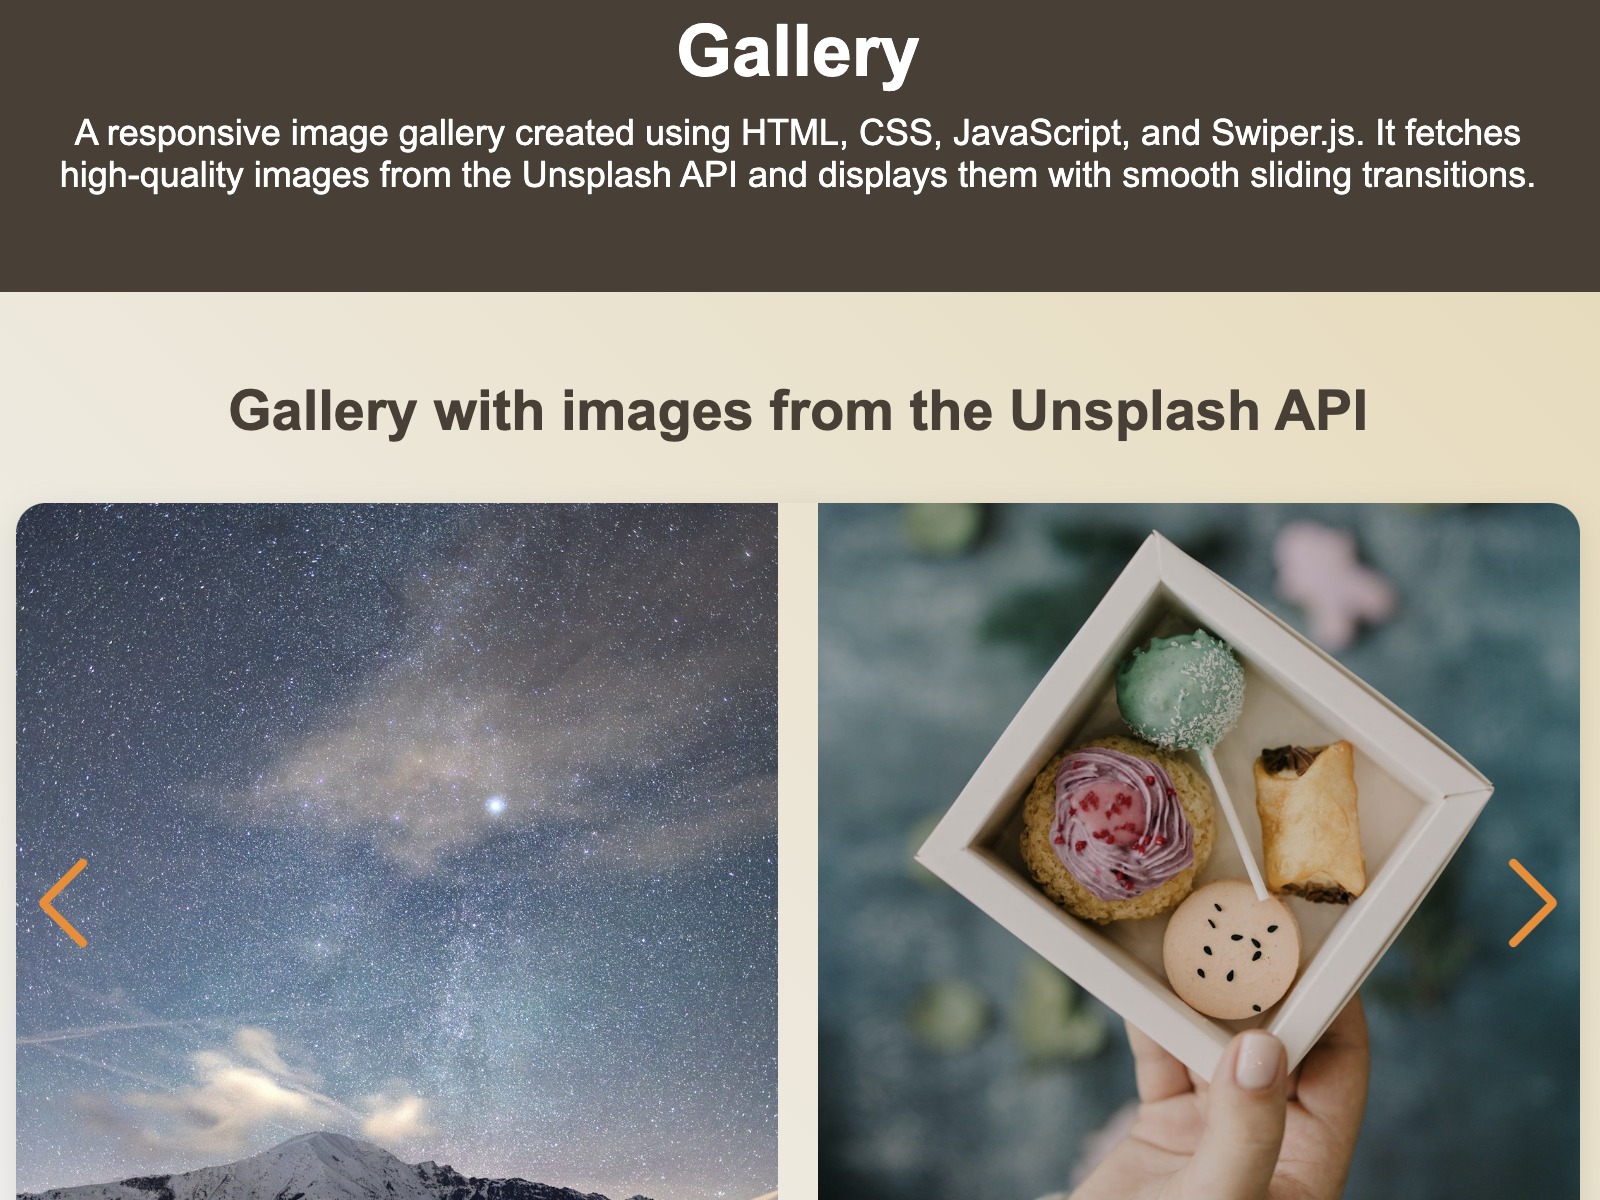 Gallery
A responsive image gallery created using HTML, CSS, JavaScript, and Swiper.js. It fetches
high-quality images from the Unsplash API and displays them with smooth sliding transitions.
Gallery with images from the Unsplash API